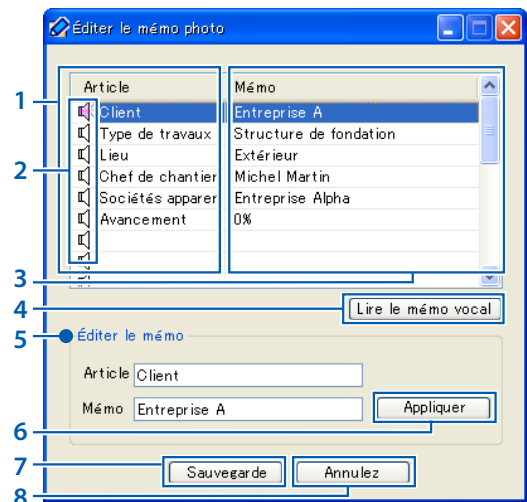 Éditer le mémo photo
Article Mémo
1
Client Entreprise A
Type de travaux Structure de fondation
2 Lieu Extérieur
Chef de chantier Michel Martin
Sociétés apparer Entreprise Alpha
Avancement 0%
3
4 Lire le mémo vocal
5 Éditer le mémo
Article Client
Mémo Entreprise A Appliquer
6
7 Sauvegarde Annulez
8